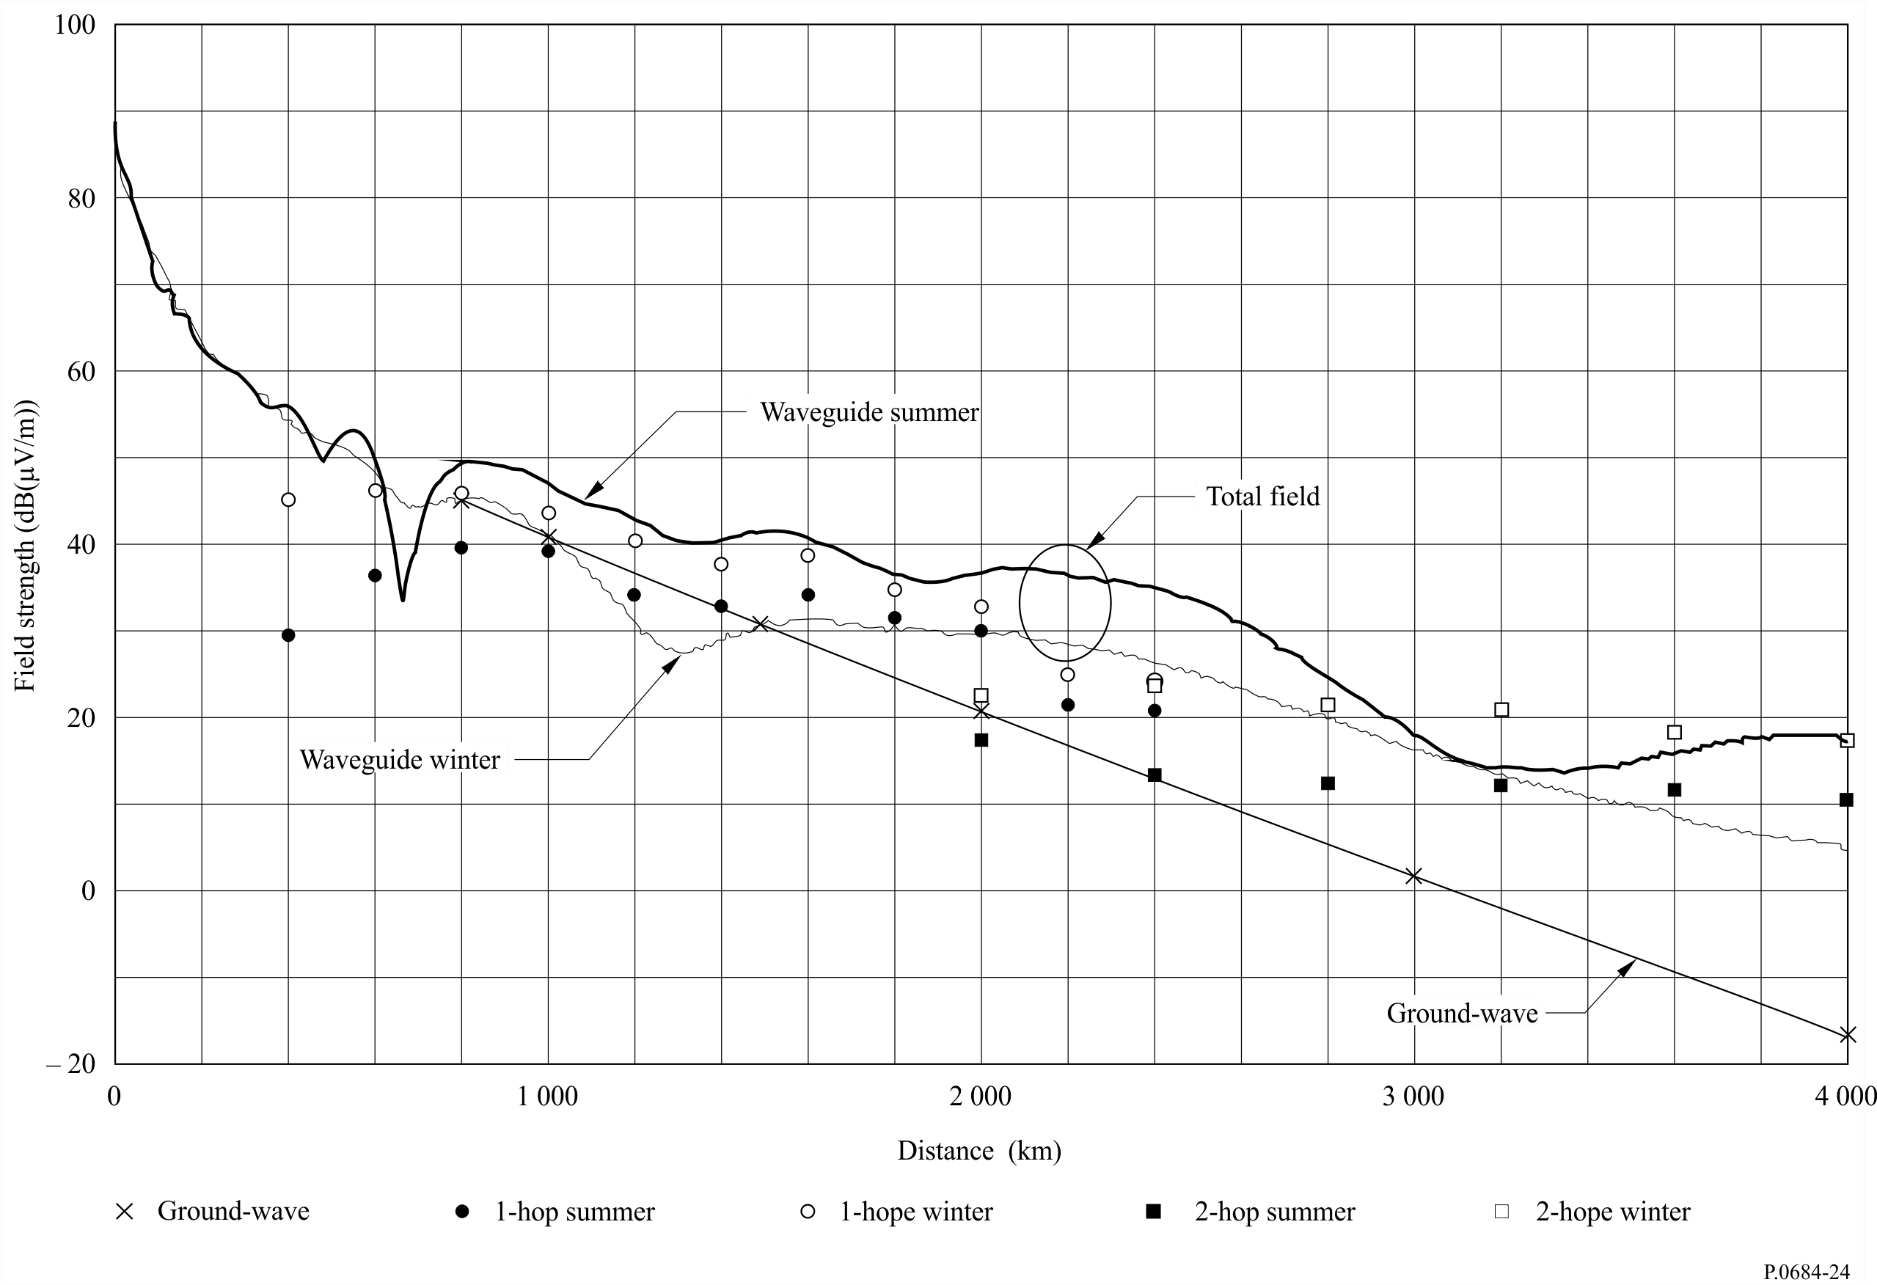 100
80
60
40
20
0
– 20
Field strength (dB(μV/m))
Waveguide summer
Total field
Waveguide winter
Ground-wave
0
1 000
2 000
3 000
4 000
Distance (km)
Ground-wave
1-hop summer
1-hope winter
2-hop summer
2-hope winter
P.0684-24